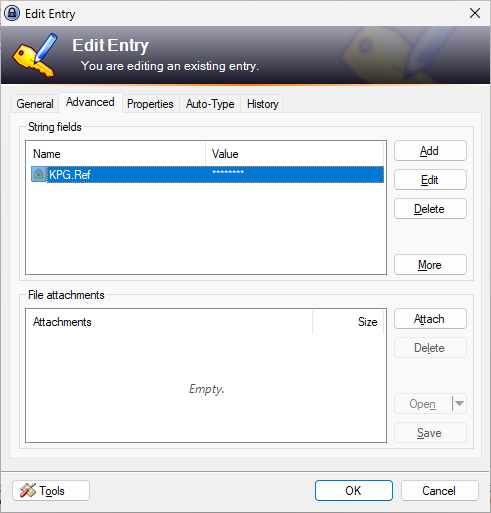 Edit Entry
Edit Entry
You are editing an existing entry.
General Advanced Properties Auto-Type History
String fields
Name Value
KPG.Ref ********
Add
Edit
Delete
More
File attachments
Attachments Size
Empty.
Attach
Delete
Open
Save
Tools OK Cancel